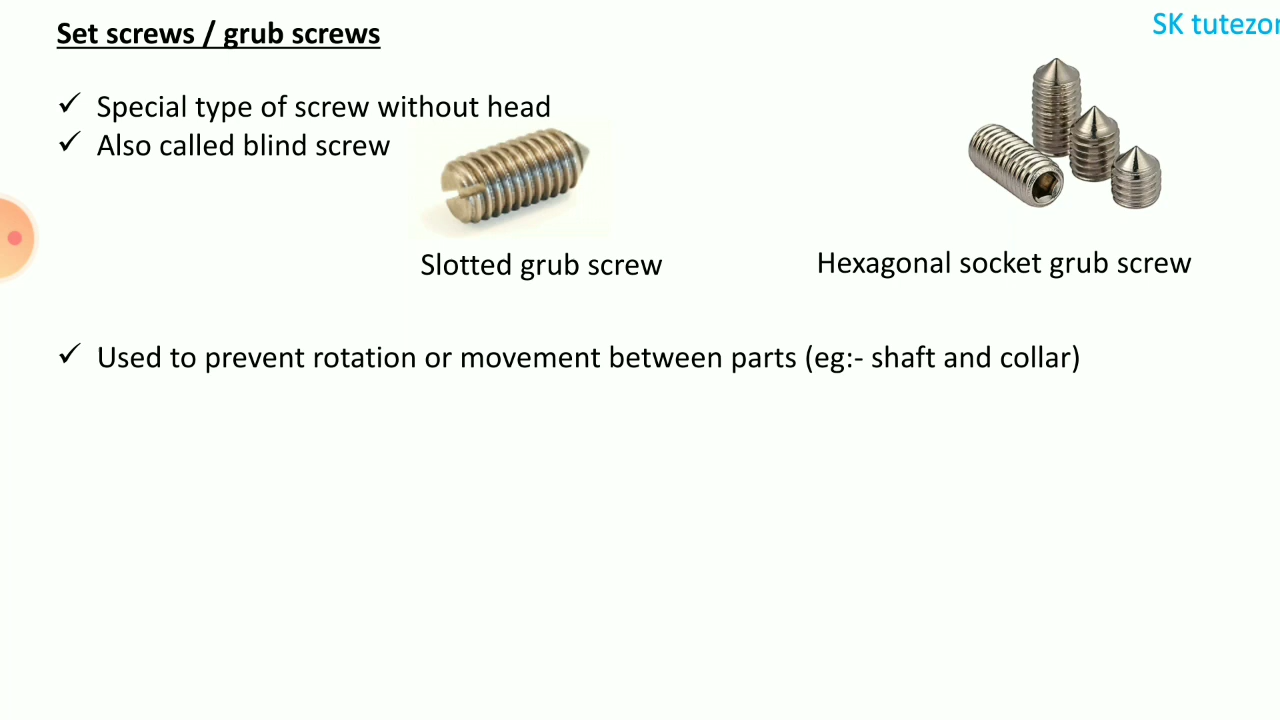 Set screws / grub screws
SK tutezon
✓ Special type of screw without head
✓ Also called blind screw
Slotted grub screw
Hexagonal socket grub screw
✓ Used to prevent rotation or movement between parts (eg:- shaft and collar)